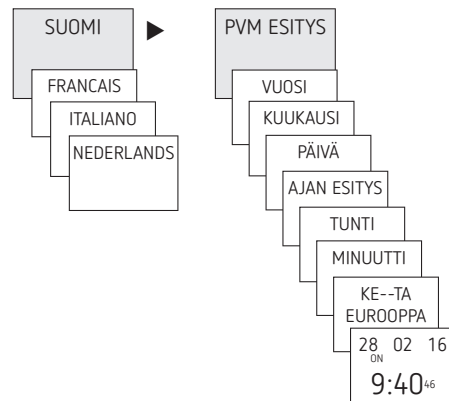 SUOMI
FRANCAIS
ITALIANO
NEDERLANDS
PVM ESITYS
VUOSI
KUUKAUSI
PÄIVÄ
AJAN ESITYS
TUNTI
MINUUTTI
KE--TA
EUROOPPA
28 02 16
ON
9:40 46